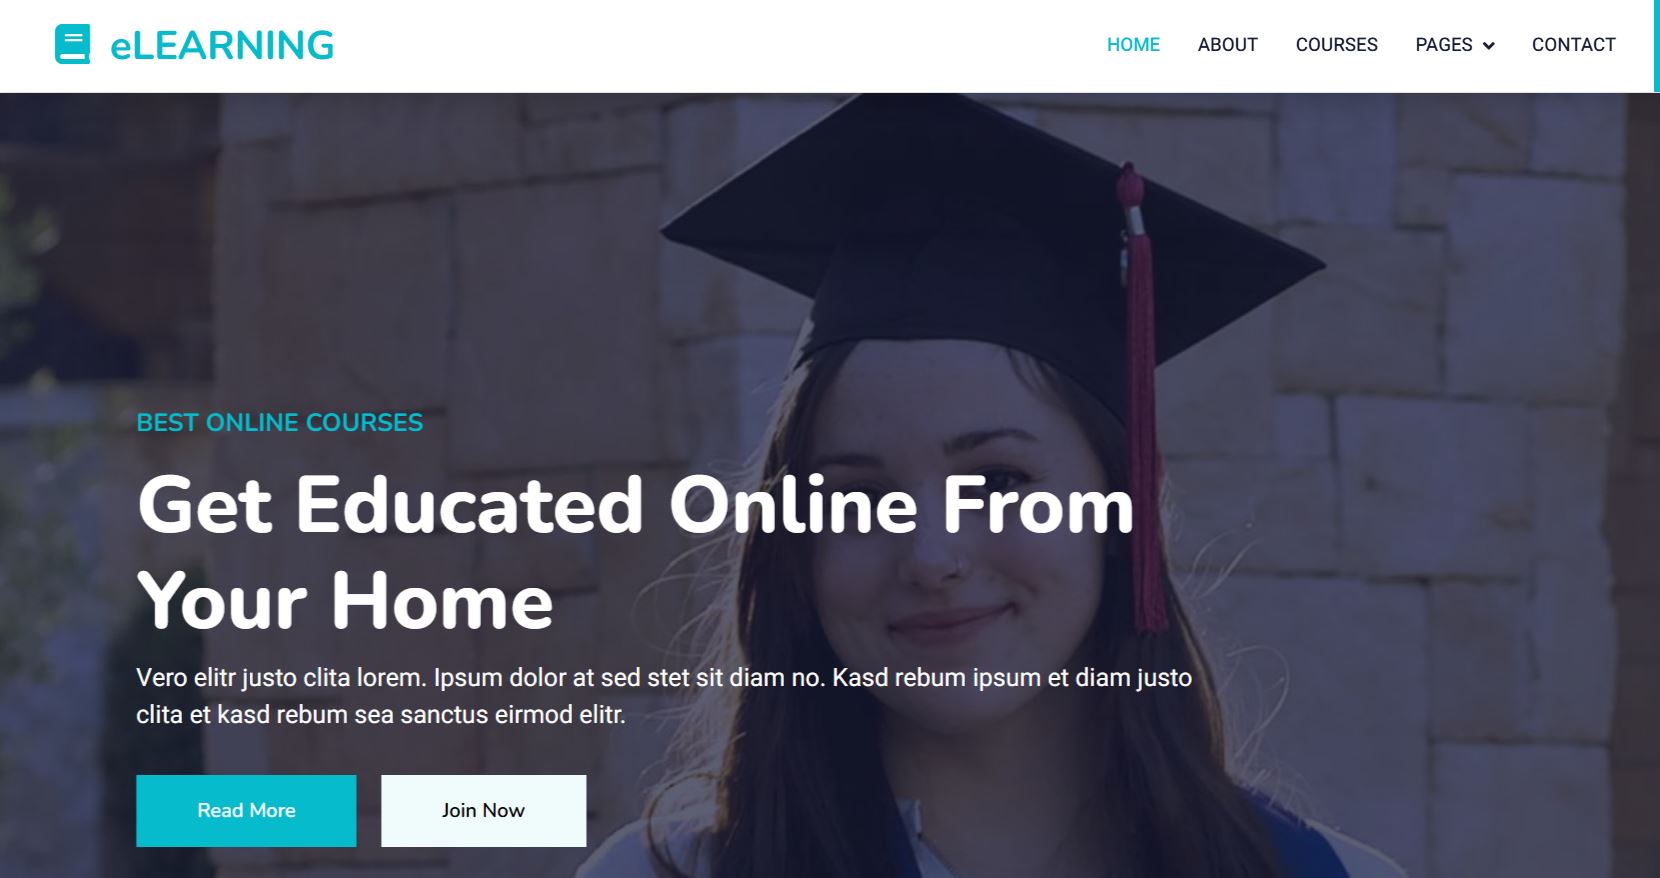 eLEARNING
HOME ABOUT COURSES PAGES CONTACT
BEST ONLINE COURSES
Get Educated Online From
Your Home
Vero elitr justo clita lorem. Ipsum dolor at sed stet sit diam no. Kasd rebum ipsum et diam justo
clita et kasd rebum sea sanctus eirmod elitr.
Read More Join Now